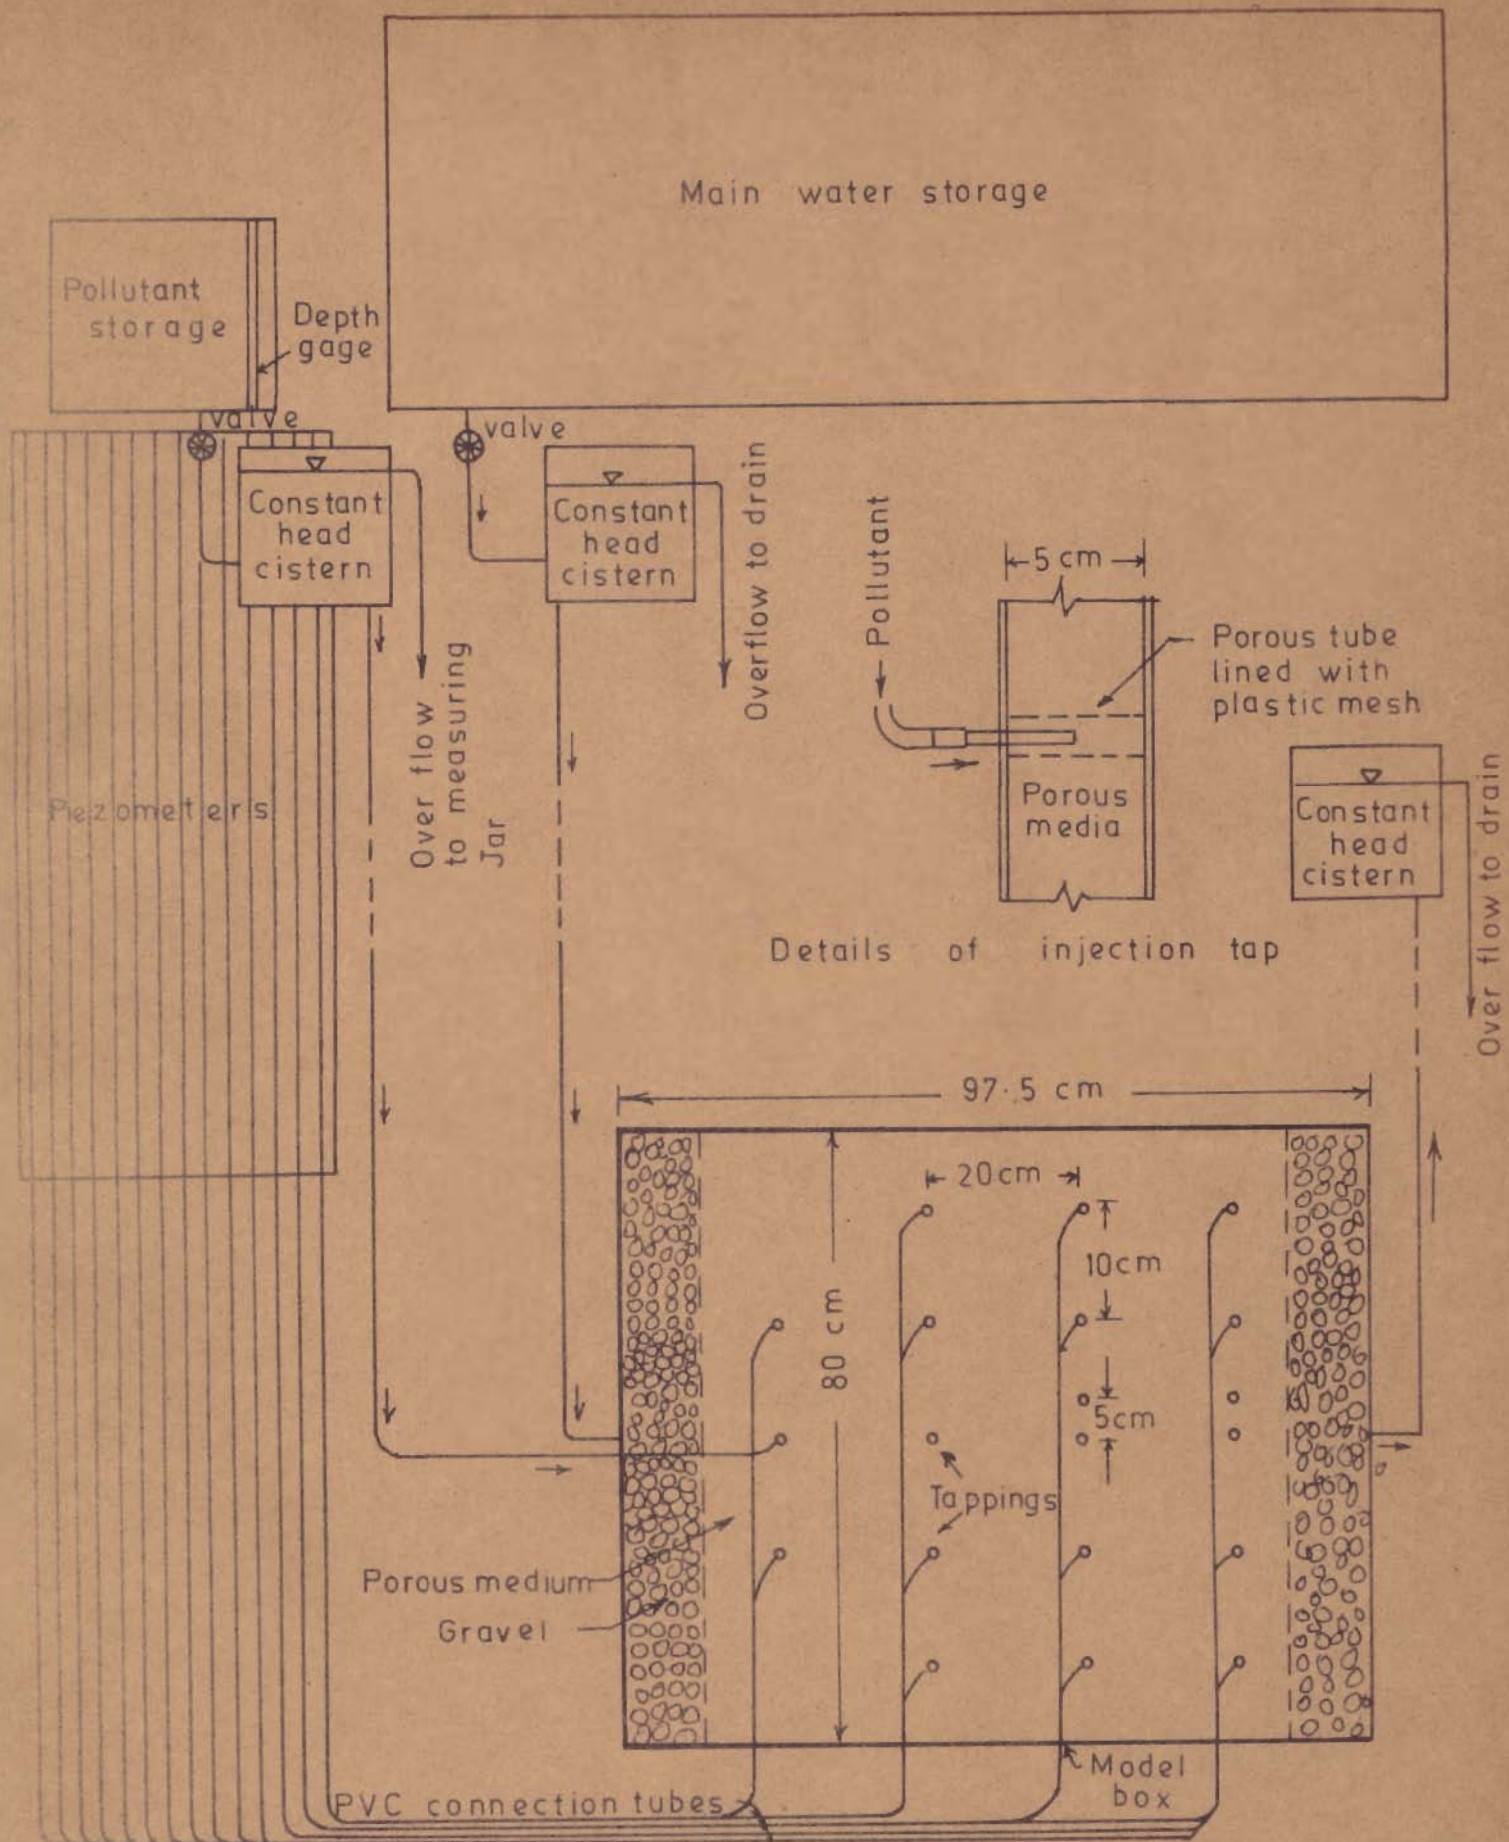 Main water storage
Pollutant
storage
Depth
gage
valve
valve
Constant
head
cistern
Constant
head
cistern
Overflow to drain
Pollutant
5 cm
Porous tube
lined with
plastic mesh
Over flow
to measuring
Jar
Piezometers
Porous
media
Constant
head
cistern
Over flow to drain
Details of injection tap
97.5 cm
20cm
10cm
80 cm
5cm
Tappings
Porous medium
Gravel
Model
box
PVC connection tubes